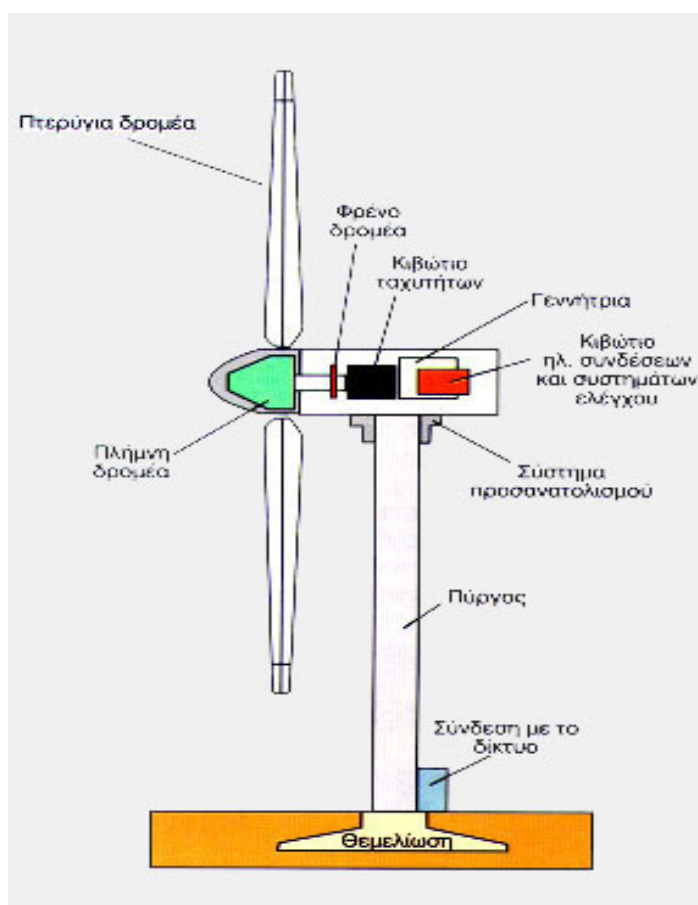 Πτερύγια δρομέα
Φρένο
δρομέα
Κιβώτιο
ταχυτήτων
Γεννήτρια
Κιβώτιο
ηλ. συνδέσεων
και συστημάτων
ελέγχου
Πλήμνη
δρομέα
Σύστημα
προσανατολισμού
Πύργος
Σύνδεση με το
δίκτυο
Θεμελίωση